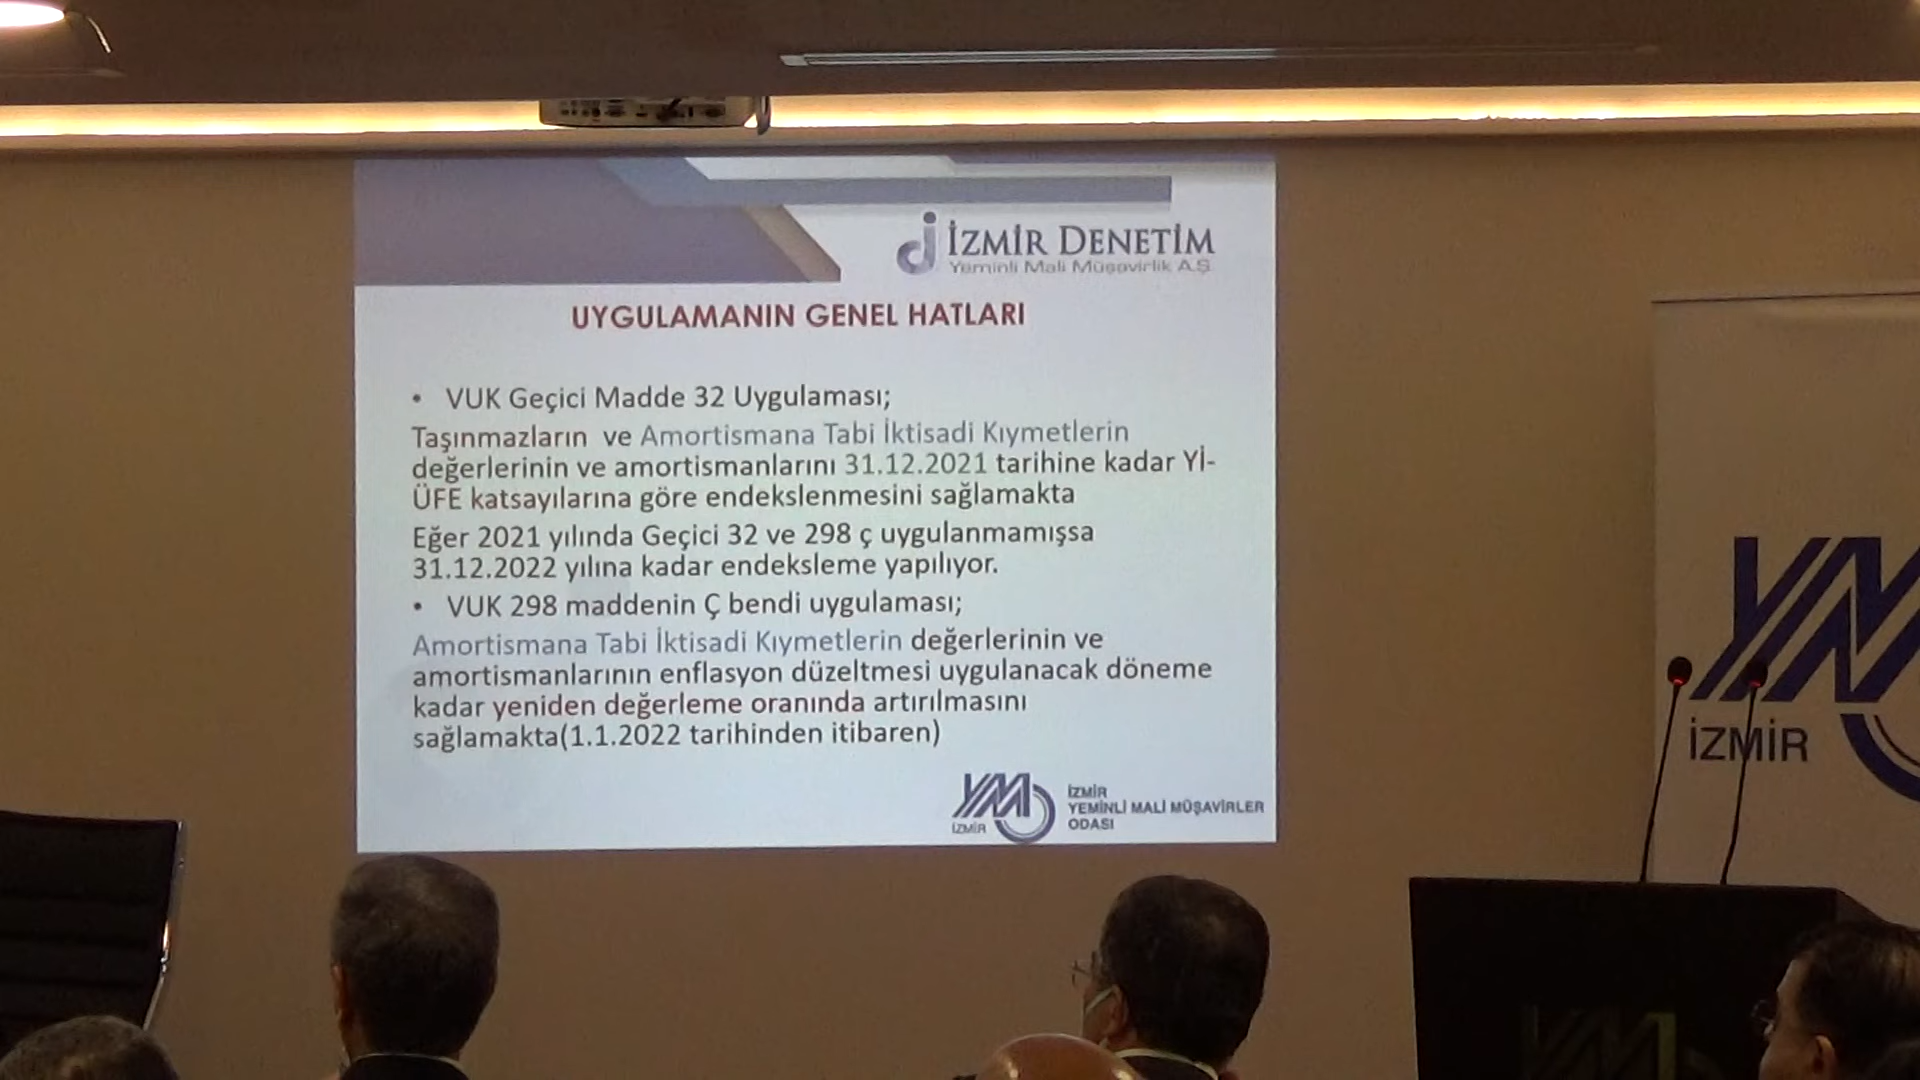 İZMİR DENETİM
Yeminli Mali Müşavirlik A.Ş.
UYGULAMANIN GENEL HATLARI
• VUK Geçici Madde 32 Uygulaması;
Taşınmazların ve Amortismana Tabi İktisadi Kıymetlerin
değerlerinin ve amortismanlarını 31.12.2021 tarihine kadar Yİ-
ÜFE katsayılarına göre endekslenmesini sağlamakta
Eğer 2021 yılında Geçici 32 ve 298 ç uygulanmamışsa
31.12.2022 yılına kadar endeksleme yapılıyor.
• VUK 298 maddenin Ç bendi uygulaması;
Amortismana Tabi İktisadi Kıymetlerin değerlerinin ve
amortismanlarının enflasyon düzeltmesi uygulanacak döneme
kadar yeniden değerleme oranında artırılmasını
sağlamakta(1.1.2022 tarihinden itibaren)
YMO
İZMİR
İZMİR
YEMİNLİ MALİ MÜŞAVİRLER
ODASI
YM
İZMİR
YM